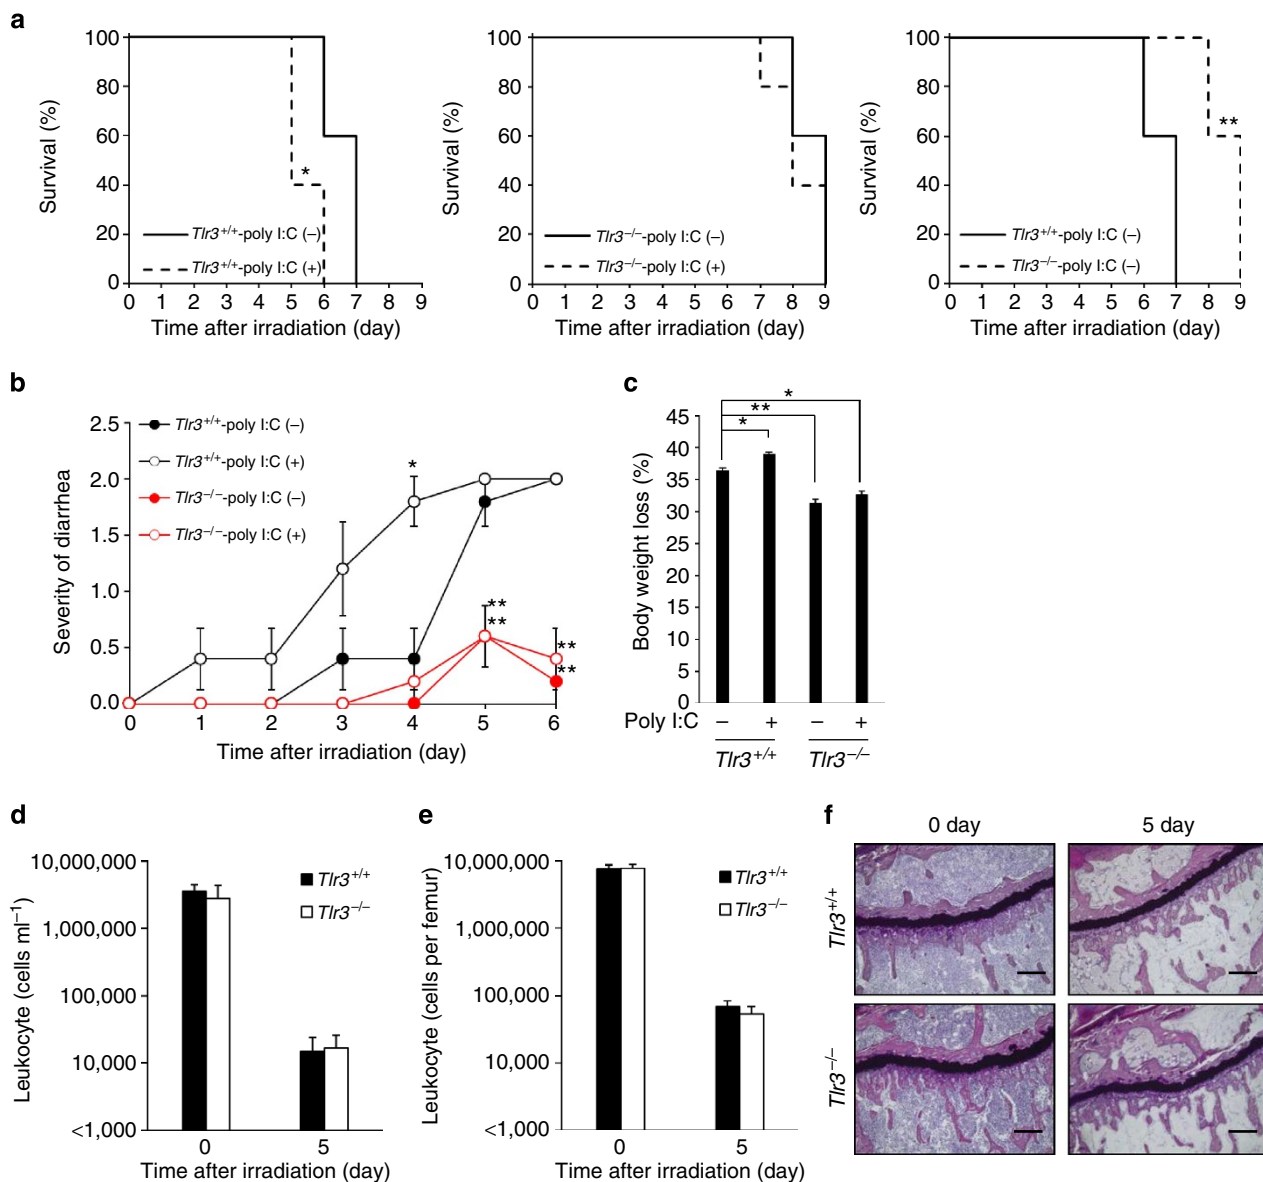 a
100
80
60
40
20
0
Survival (%)
*
Tlr3+/+-poly I:C (–)
Tlr3+/+-poly I:C (+)
0 1 2 3 4 5 6 7 8 9
Time after irradiation (day)
100
80
60
40
20
0
Survival (%)
Tlr3−/−-poly I:C (–)
Tlr3−/−-poly I:C (+)
0 1 2 3 4 5 6 7 8 9
Time after irradiation (day)
100
80
60
40
20
0
Survival (%)
**
Tlr3+/+-poly I:C (–)
Tlr3−/−-poly I:C (–)
0 1 2 3 4 5 6 7 8 9
Time after irradiation (day)
b
2.5
2.0
1.5
1.0
0.5
0.0
Severity of diarrhea
Tlr3+/+-poly I:C (–)
Tlr3+/+-poly I:C (+)
Tlr3−/−-poly I:C (–)
Tlr3−/−-poly I:C (+)
*
**
**
**
**
0 1 2 3 4 5 6
Time after irradiation (day)
c
*
**
*
45
40
35
30
25
20
15
10
5
0
Body weight loss (%)
Poly I:C – + – +
Tlr3+/+ Tlr3−/−
d
10,000,000
1,000,000
100,000
10,000
<1,000
Leukocyte (cells ml−1)
Tlr3+/+
Tlr3−/−
0 5
Time after irradiation (day)
e
10,000,000
1,000,000
100,000
10,000
<1,000
Leukocyte (cells per femur)
Tlr3+/+
Tlr3−/−
0 5
Time after irradiation (day)
f
0 day 5 day
Tlr3+/+
Tlr3−/−